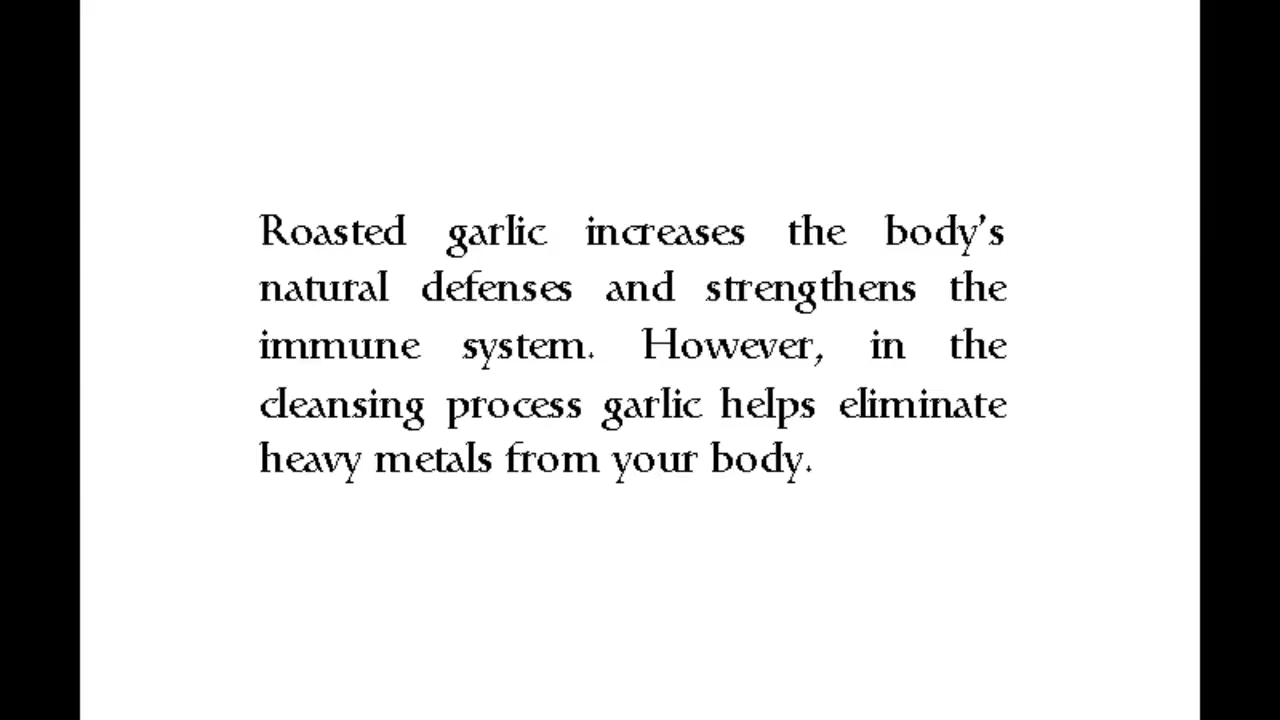 Roasted garlic increases the body's
natural defenses and strengthens the
immune system. However, in the
cleansing process garlic helps eliminate
heavy metals from your body.